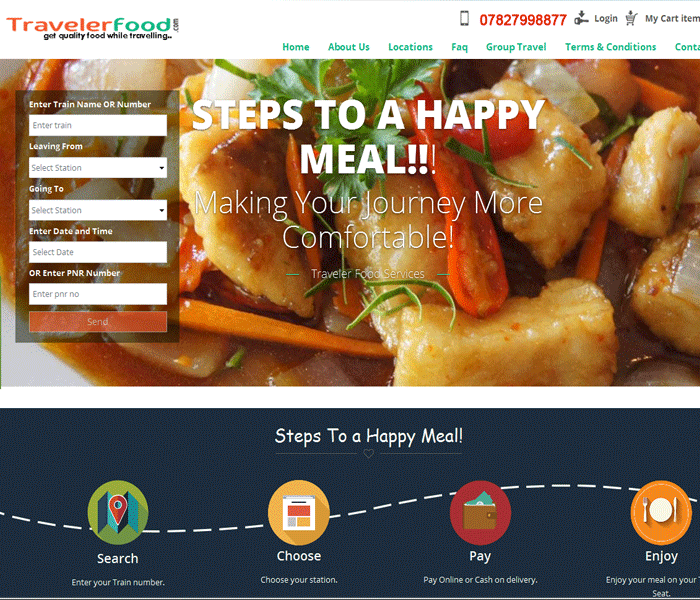 Travelerfood.com
get quality food while travelling...
07827998877
Login
My Cart item
Home
About Us
Locations
Faq
Group Travel
Terms & Conditions
Conta
Enter Train Name OR Number
Enter train
Leaving From
Select Station
Going To
Select Station
Enter Date and Time
Select Date
OR Enter PNR Number
Enter pnr no
Send
STEPS TO A HAPPY
MEAL!!!
Making Your Journey More
Comfortable!
Traveler Food Services
Steps To a Happy Meal!
Search
Enter your Train number.
Choose
Choose your station.
Pay
Pay Online or Cash on delivery.
Enjoy
Enjoy your meal on your
Seat.